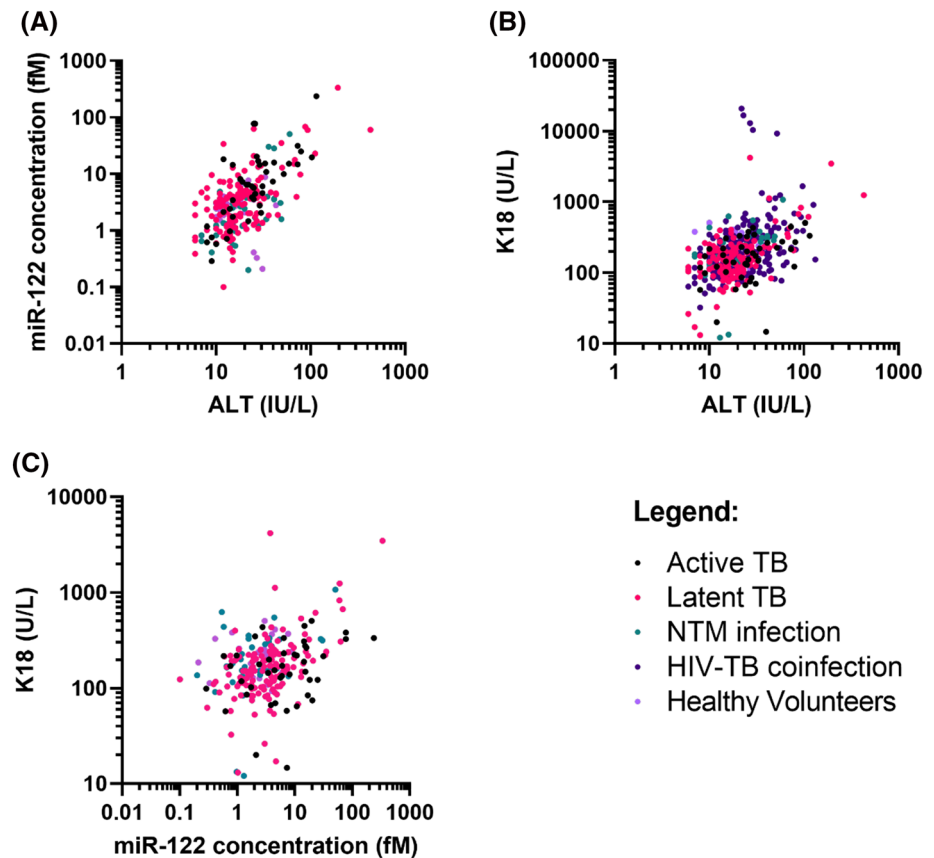 (A)
miR-122 concentration (fM)
1000
100
10
1
0.1
0.01
1
10
100
1000
ALT (IU/L)
(B)
K18 (U/L)
100000
10000
1000
100
10
1
10
100
1000
ALT (IU/L)
(C)
K18 (U/L)
10000
1000
100
10
0.01
0.1
1
10
100
1000
miR-122 concentration (fM)
Legend:
Active TB
Latent TB
NTM infection
HIV-TB coinfection
Healthy Volunteers